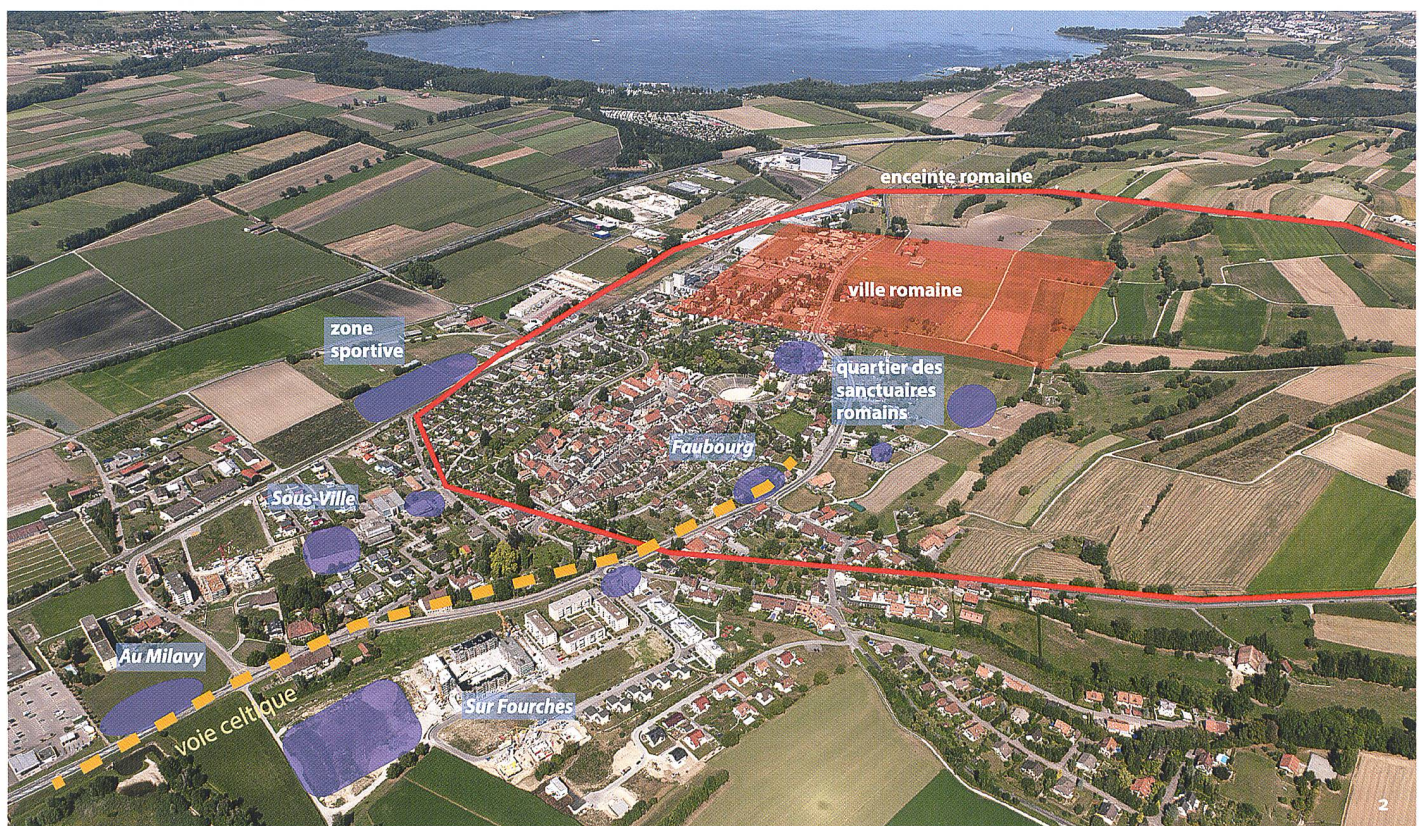 enceinte romaine
ville romaine
zone
sportive
quartier des
sanctuaires
romains
Faubourg
Sous-Ville
Au Milavy
voie celtique
Sur Fourches
2